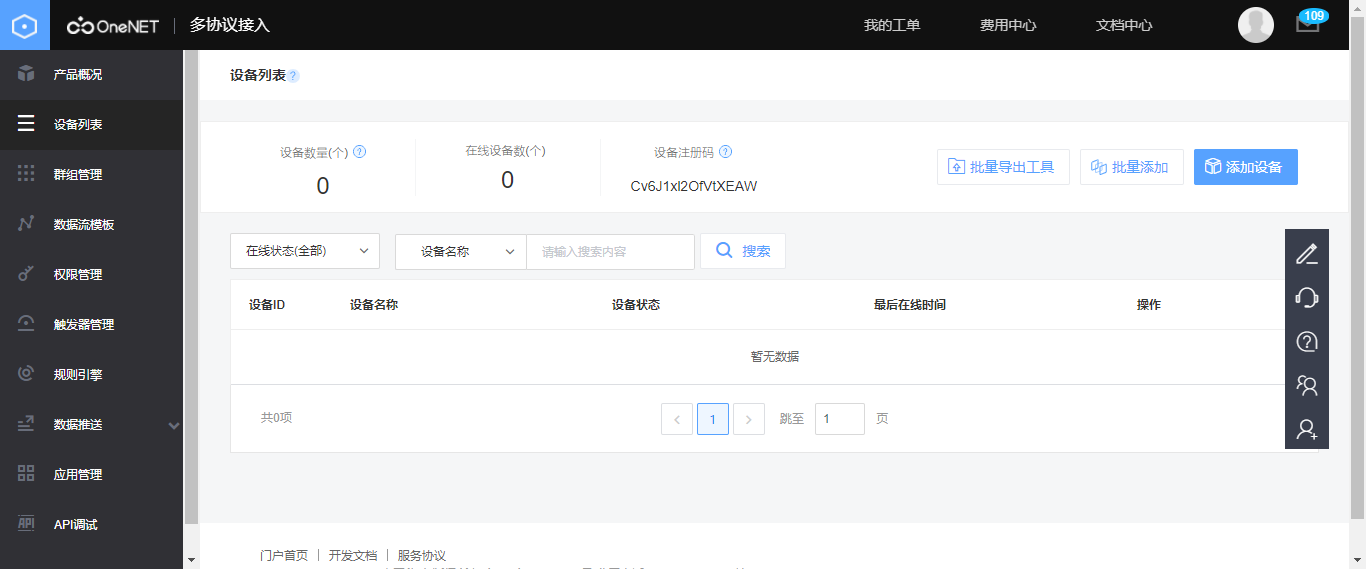 OneNET 多协议接入 我的工单 费用中心 文档中心 109
产品概况
设备列表
群组管理
数据流模板
权限管理
触发器管理
规则引擎
数据推送
应用管理
API API调试
设备列表 ?
设备数量(个) ? 在线设备数(个) 设备注册码 ?
0 0 Cv6J1xI2OfVtXEAW
批量导出工具 批量添加 添加设备
在线状态(全部) 设备名称 请输入搜索内容 搜索
设备ID 设备名称 设备状态 最后在线时间 操作
暂无数据
共0项 < 1 > 跳至 1 页
门户首页 | 开发文档 | 服务协议